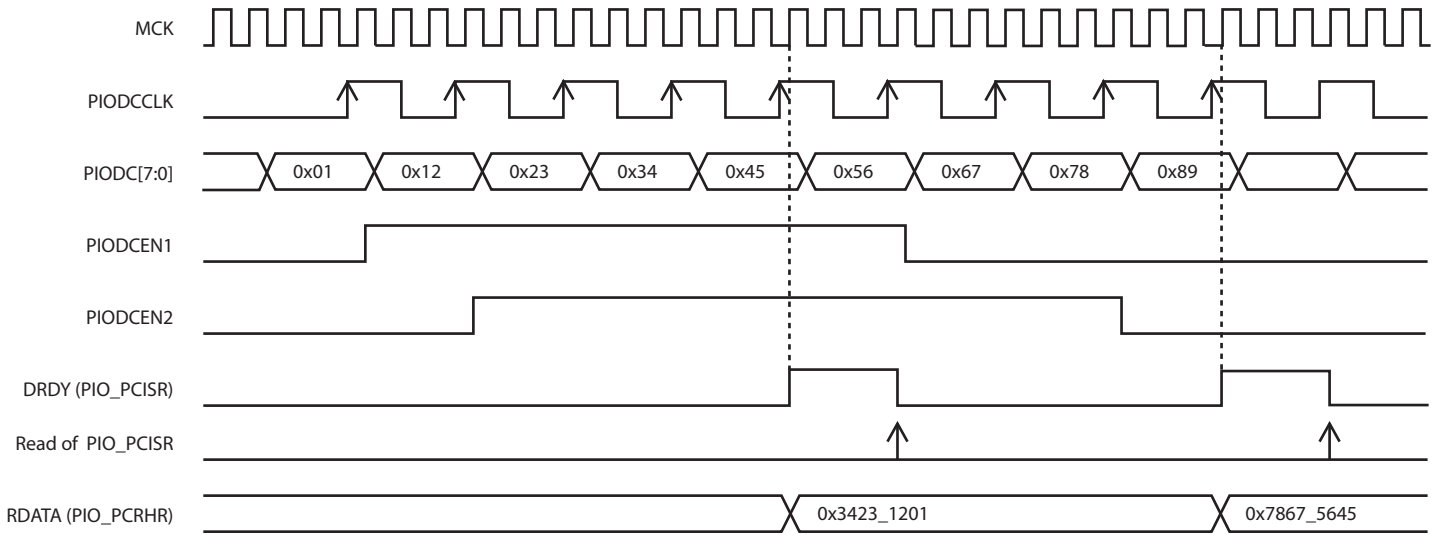 MCK
PIODCCLK
PIODC[7:0] 0x01 0x12 0x23 0x34 0x45 0x56 0x67 0x78 0x89
PIODCEN1
PIODCEN2
DRDY (PIO_PCISR)
Read of PIO_PCISR
RDATA (PIO_PCRHR) 0x3423_1201 0x7867_5645